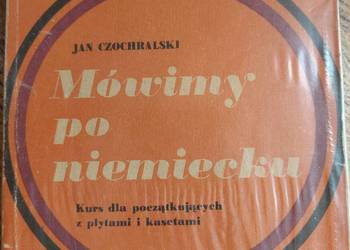 JAN CZOCHRALSKI
Mówimy
po
niemiecku
Kurs dla początkujących
z płytami i kasetami